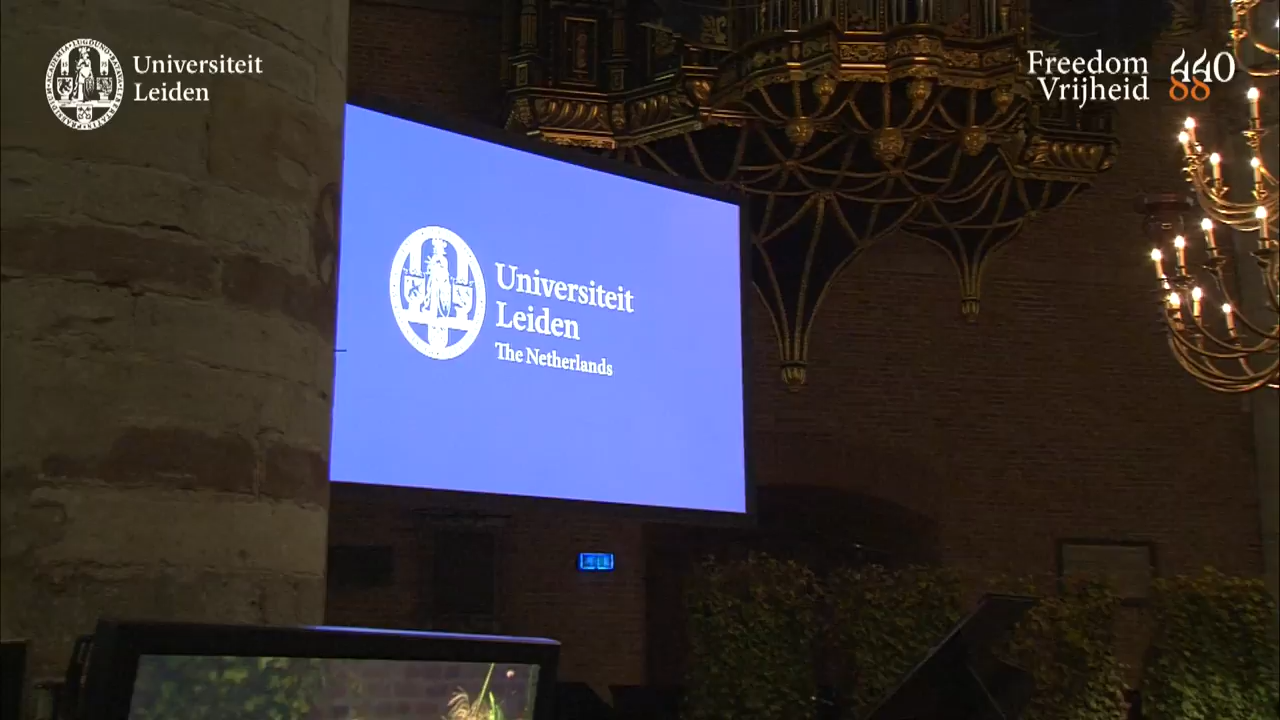 Universiteit
Leiden
Freedom
Vrijheid
440
88
Universiteit
Leiden
The Netherlands